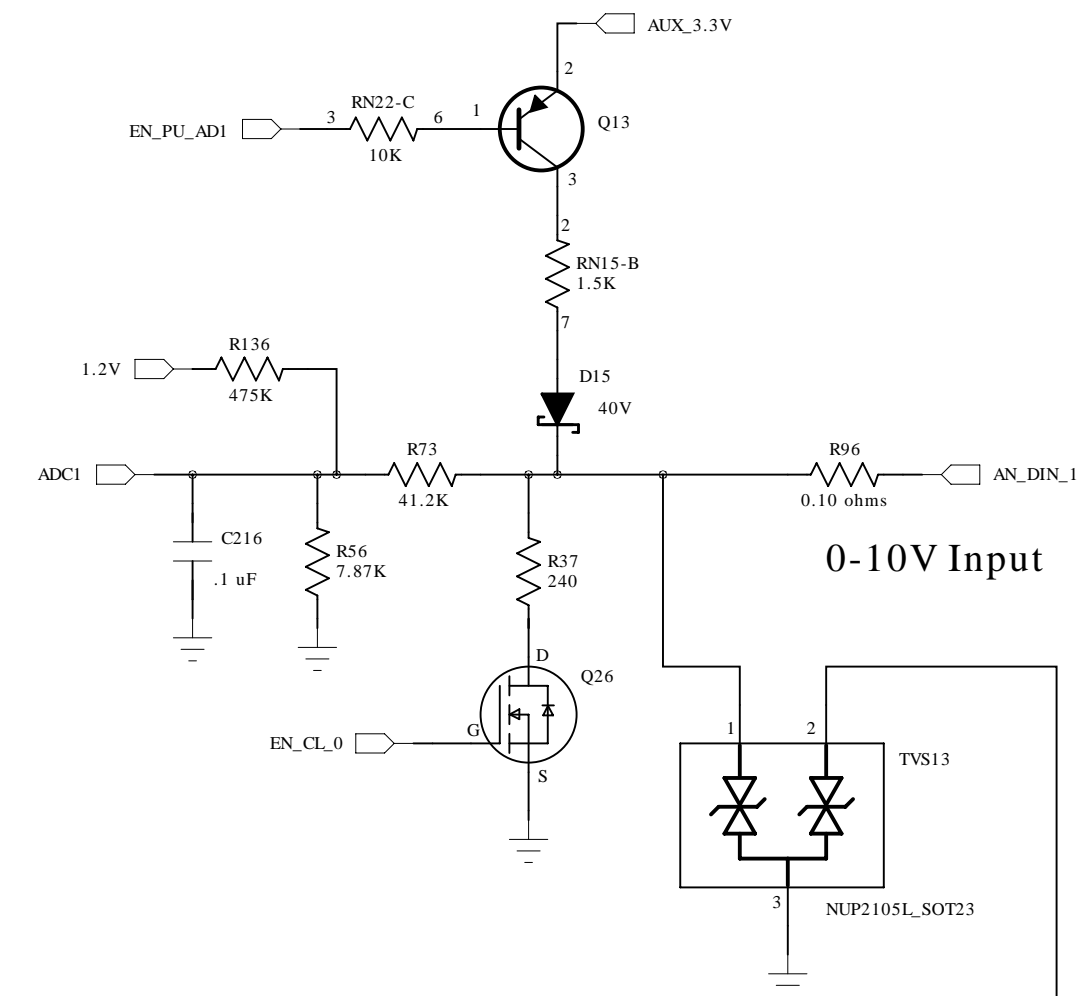 AUX_3.3V
2
RN22-C
3
6
1
EN_PU_AD1
Q13
10K
3
2
RN15-B
1.5K
7
R136
1.2V
475K
D15
40V
R73
R96
ADC1
AN_DIN_1
41.2K
0.10 ohms
C216
.1 uF
R56
7.87K
R37
240
0-10V Input
D
Q26
G
EN_CL_0
S
1
2
TVS13
3
NUP2105L_SOT23